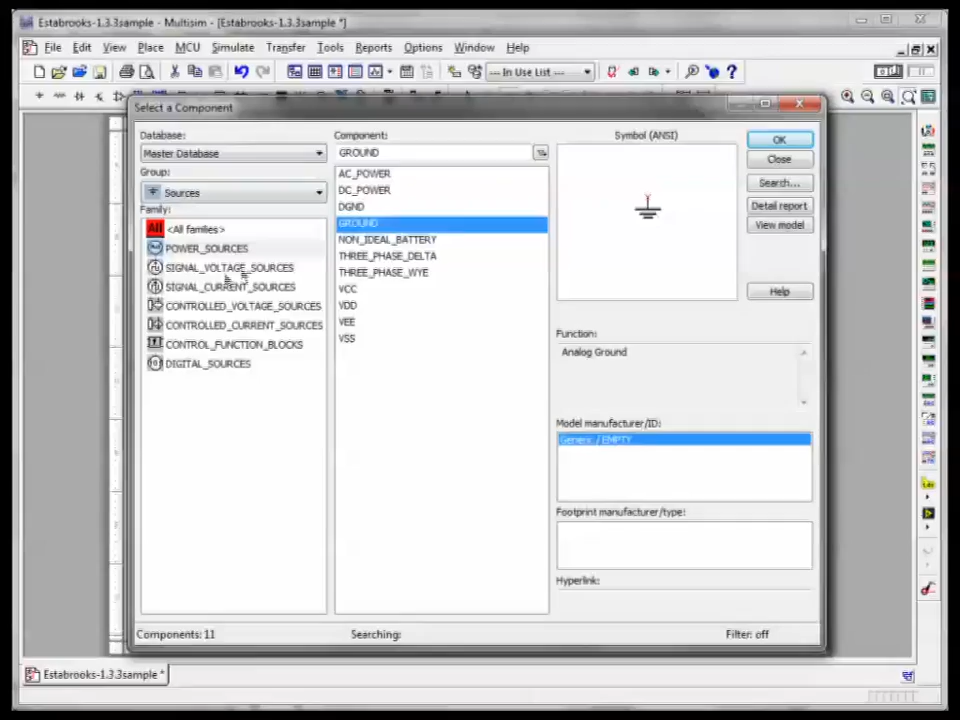 Estabrooks-1.3.3sample - Multisim - [Estabrooks-1.3.3sample *]
File Edit View Place MCU Simulate Transfer Tools Reports Options Window Help
--- In Use List ---
Select a Component
Database:
Master Database
Group:
Sources
Family:
All <All families>
POWER_SOURCES
SIGNAL_VOLTAGE_SOURCES
SIGNAL_CURRENT_SOURCES
CONTROLLED_VOLTAGE_SOURCES
CONTROLLED_CURRENT_SOURCES
CONTROL_FUNCTION_BLOCKS
DIGITAL_SOURCES
Component:
GROUND
AC_POWER
DC_POWER
DGND
GROUND
NON_IDEAL_BATTERY
THREE_PHASE_DELTA
THREE_PHASE_WYE
VCC
VDD
VEE
VSS
Symbol (ANSI)
OK
Close
Search...
Detail report
View model
Help
Function:
Analog Ground
Model manufacturer/ID:
Generic / EMPTY
Footprint manufacturer/type:
Hyperlink:
Components: 11
Searching:
Filter: off
Estabrooks-1.3.3sample *